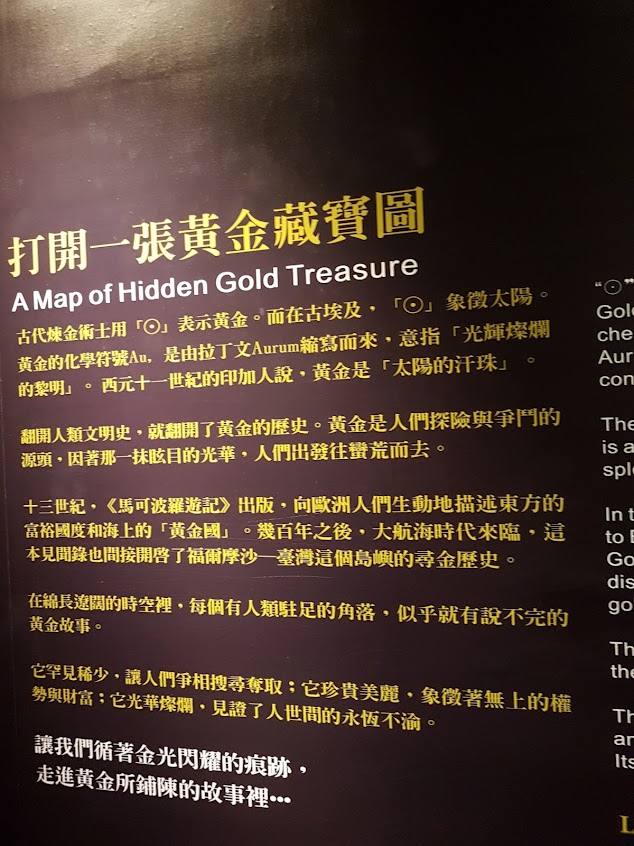 打開一張黃金藏寶圖
A Map of Hidden Gold Treasure
古代煉金術士用「⊙」表示黃金。而在古埃及，「⊙」象徵太陽。
黃金的化學符號Au，是由拉丁文Aurum縮寫而來，意指「光輝燦爛
的黎明」。西元十一世紀的印加人說，黃金是「太陽的汗珠」。
翻開人類文明史，就翻開了黃金的歷史。黃金是人們探險與爭鬥的
源頭，因著那一抹眩目的光華，人們出發往蠻荒而去。
十三世紀，《馬可波羅遊記》出版，向歐洲人們生動地描述東方的
富裕國度和海上的「黃金國」。幾百年之後，大航海時代來臨，這
本見聞錄也間接開啓了福爾摩沙—臺灣這個島嶼的尋金歷史。
在綿長遼闊的時空裡，每個有人類駐足的角落，似乎就有說不完的
黃金故事。
它罕見稀少，讓人們爭相搜尋奪取；它珍貴美麗，象徵著無上的權
勢與財富；它光華燦爛，見證了人世間的永恆不渝。
讓我們循著金光閃耀的痕跡，
走進黃金所鋪陳的故事裡…
“⊙”
Gol
che
Aur
con
The
is a
sple
In t
to E
Go
dis
go
Th
the
Th
an
Its
L